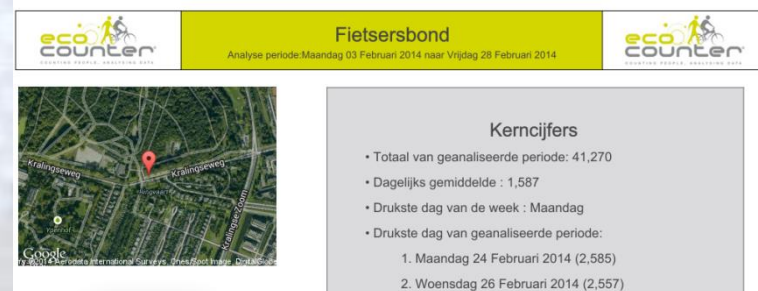 eco counter
COUNTING PEOPLE, ANALYSING DATA
Fietsersbond
Analyse periode:Maandag 03 Februari 2014 naar Vrijdag 28 Februari 2014
eco counter
COUNTING PEOPLE, ANALYSING DATA
Kralingseweg
Kralingseweg
Kralingse Zoom
Google
Kerncijfers
• Totaal van geanaliseerde periode: 41,270
• Dagelijks gemiddelde : 1,587
• Drukste dag van de week : Maandag
• Drukste dag van geanaliseerde periode:
1. Maandag 24 Februari 2014 (2,585)
2. Woensdag 26 Februari 2014 (2,557)